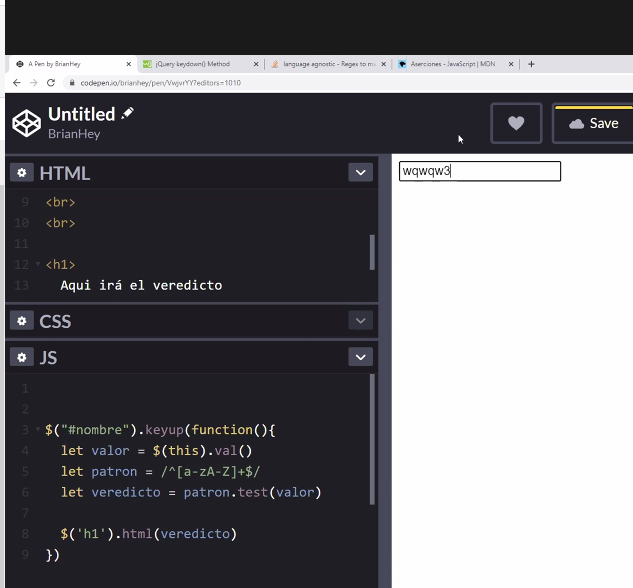 A Pen by BrianHey
jQuery keydown() Method
language agnostic - Regex to m
Aserciones - JavaScript | MDN
codepen.io/brianhey/pen/VwjvrYY?editors=1010
Untitled
BrianHey
Save
HTML
9 <br>
10 <br>
11
12 <h1>
13 Aqui irá el veredicto
CSS
JS
1
2
3 $("#nombre").keyup(function(){
4 let valor = $(this).val()
5 let patron = /^[a-zA-Z]+$/
6 let veredicto = patron.test(valor)
7
8 $('h1').html(veredicto)
9 })
wqwqw3